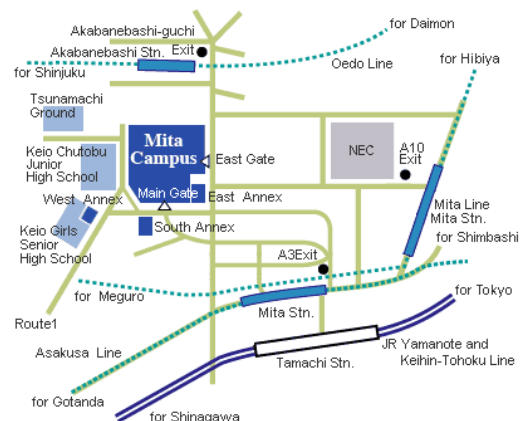 for Daimon
Akabanebashi-guchi
Exit
Akabanebashi Stn.
Oedo Line
for Hibiya
for Shinjuku
Tsunamachi
Ground
Mita
Campus
Keio Chutobu
Junior
High School
East Gate
NEC
A10
Exit
Main Gate
West Annex
East Annex
Mita Line
Mita Stn.
South Annex
Keio Girls
Senior
High School
for Shimbashi
A3Exit
for Meguro
for Tokyo
Route1
Mita Stn.
Asakusa Line
JR Yamanote and
Keihin-Tohoku Line
Tamachi Stn.
for Gotanda
for Shinagawa